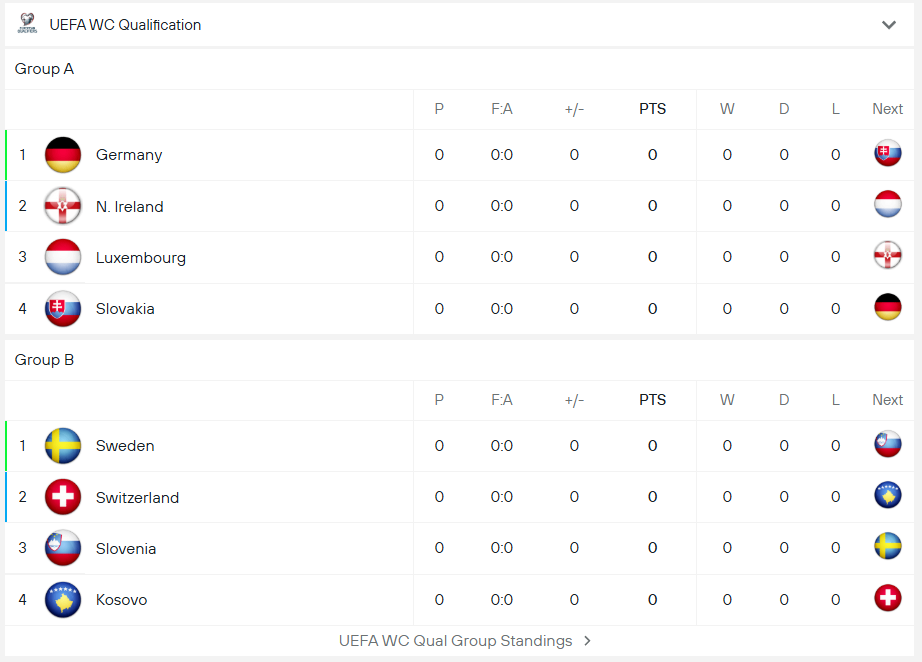 UEFA WC Qualification
Group A
P F:A +/- PTS W D L Next
1 Germany 0 0:0 0 0 0 0 0
2 N. Ireland 0 0:0 0 0 0 0 0
3 Luxembourg 0 0:0 0 0 0 0 0
4 Slovakia 0 0:0 0 0 0 0 0
Group B
P F:A +/- PTS W D L Next
1 Sweden 0 0:0 0 0 0 0 0
2 Switzerland 0 0:0 0 0 0 0 0
3 Slovenia 0 0:0 0 0 0 0 0
4 Kosovo 0 0:0 0 0 0 0 0
UEFA WC Qual Group Standings